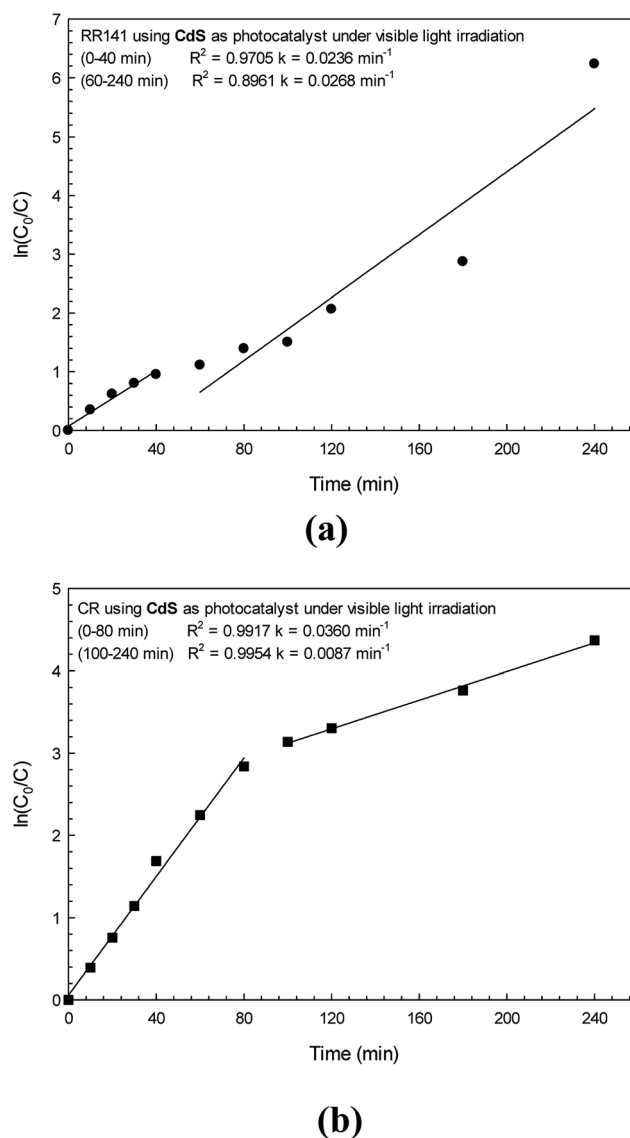 RR141 using CdS as photocatalyst under visible light irradiation
(0-40 min) R² = 0.9705 k = 0.0236 min⁻¹
(60-240 min) R² = 0.8961 k = 0.0268 min⁻¹
7
6
5
4
3
2
1
0
ln(C₀/C)
0 40 80 120 160 200 240
Time (min)
(a)
CR using CdS as photocatalyst under visible light irradiation
(0-80 min) R² = 0.9917 k = 0.0360 min⁻¹
(100-240 min) R² = 0.9954 k = 0.0087 min⁻¹
5
4
3
2
1
0
ln(C₀/C)
0 40 80 120 160 200 240
Time (min)
(b)